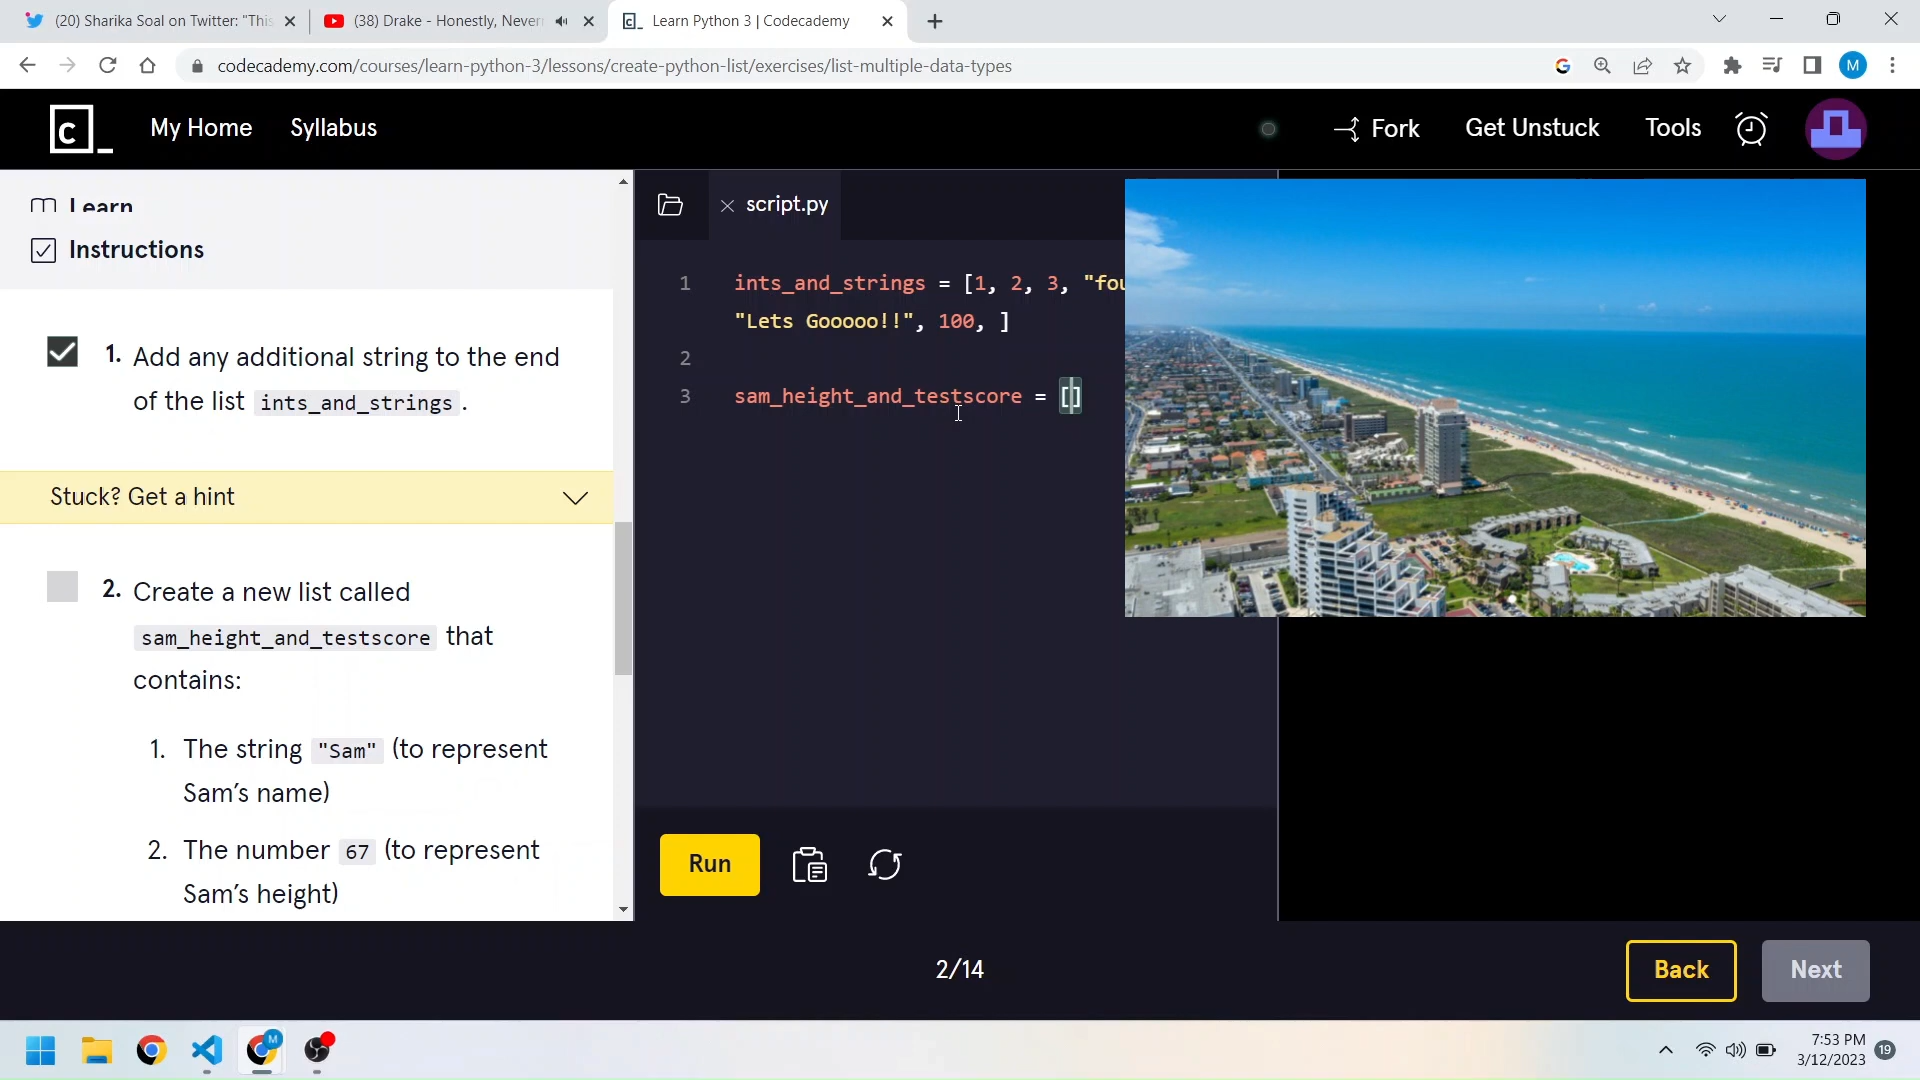 (20) Sharika Soal on Twitter: "This
(38) Drake - Honestly, Never
Learn Python 3 | Codecademy
codecademy.com/courses/learn-python-3/lessons/create-python-list/exercises/list-multiple-data-types
M
My Home
Syllabus
Fork
Get Unstuck
Tools
Learn
Instructions
script.py
1. Add any additional string to the end
of the list ints_and_strings.
Stuck? Get a hint
2. Create a new list called
sam_height_and_testscore that
contains:
1. The string "Sam" (to represent
Sam's name)
2. The number 67 (to represent
Sam's height)
1 ints_and_strings = [1, 2, 3, "fou
"Lets Gooooo!!", 100, ]
2
3 sam_height_and_testscore = []
Run
2/14
Back
Next
M
7:53 PM
3/12/2023
19